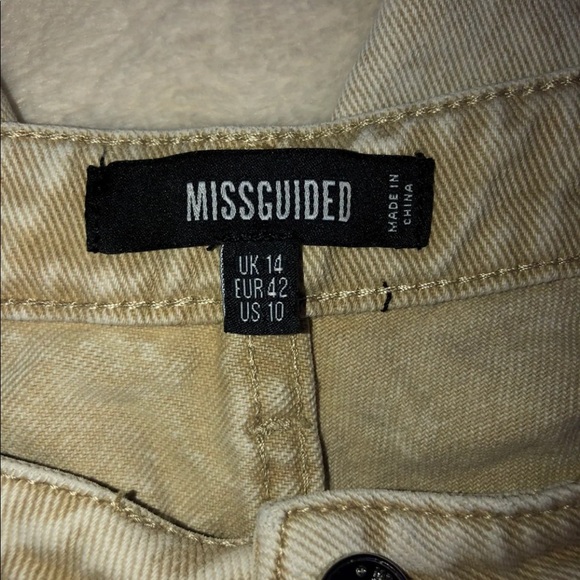 MISSGUIDED
MADE IN
CHINA
UK 14
EUR 42
US 10